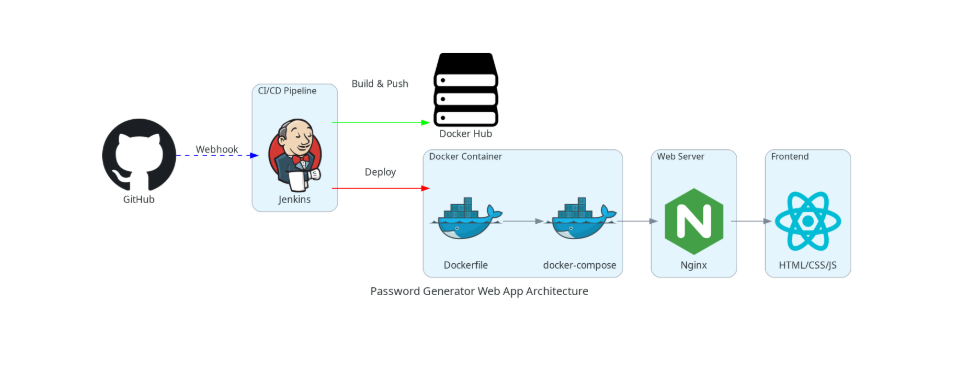 CI/CD Pipeline
Build & Push
Docker Hub
Webhook
GitHub
Jenkins
Deploy
Docker Container
Dockerfile
docker-compose
Web Server
N
Nginx
Frontend
HTML/CSS/JS
Password Generator Web App Architecture